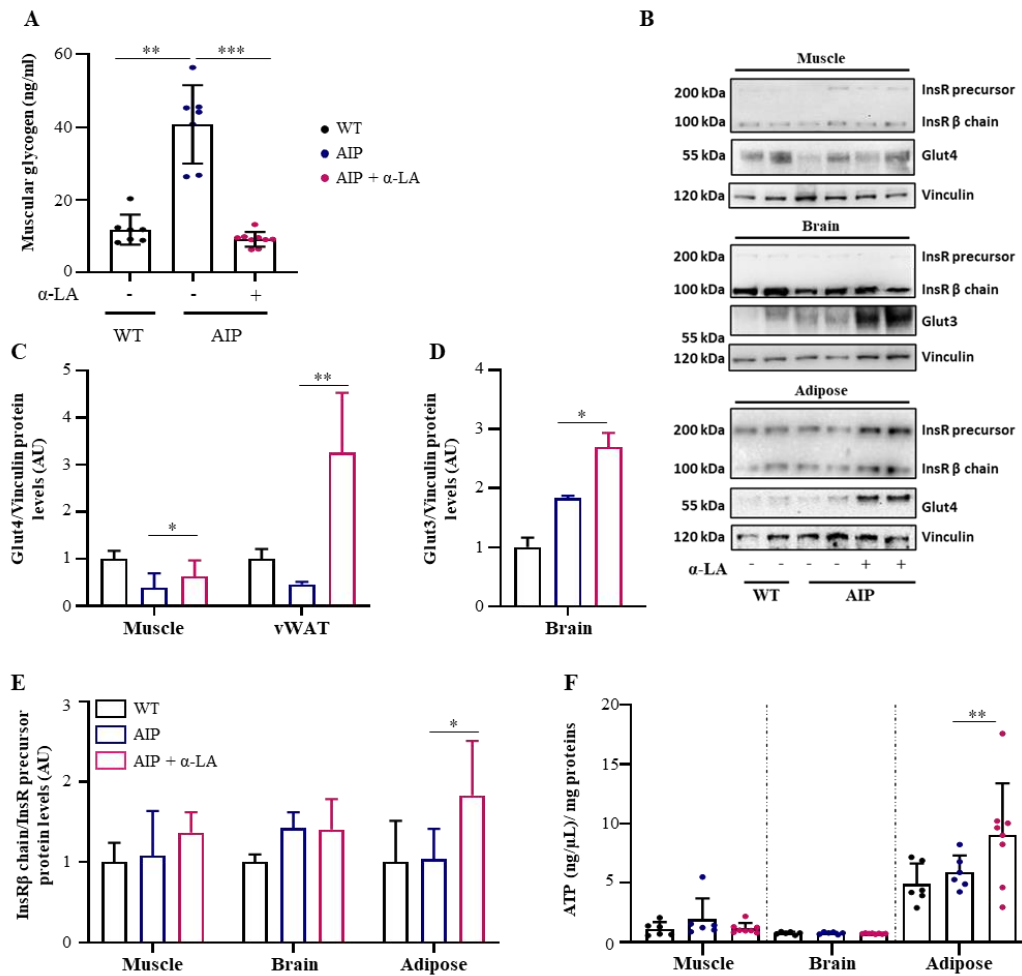 A
Muscular glycogen (ng/ml)
60
40
20
0
**
***
WT
AIP
AIP + α-LA
α-LA
- - +
WT AIP
B
Muscle
200 kDa InsR precursor
100 kDa InsR β chain
55 kDa Glut4
120 kDa Vinculin
Brain
200 kDa InsR precursor
100 kDa InsR β chain
Glut3
55 kDa
120 kDa Vinculin
Adipose
200 kDa InsR precursor
100 kDa InsR β chain
55 kDa Glut4
120 kDa Vinculin
α-LA - - - - + +
WT AIP
C
Glut4/Vinculin protein
levels (AU)
5
4
3
2
1
0
*
**
Muscle vWAT
D
Glut3/Vinculin protein
levels (AU)
4
3
2
1
0
*
Brain
E
InsRβ chain/InsR precursor
protein levels (AU)
3
2
1
0
WT
AIP
AIP + α-LA
*
Muscle Brain Adipose
F
ATP (ng/μL)/ mg proteins
20
15
10
5
0
**
Muscle Brain Adipose